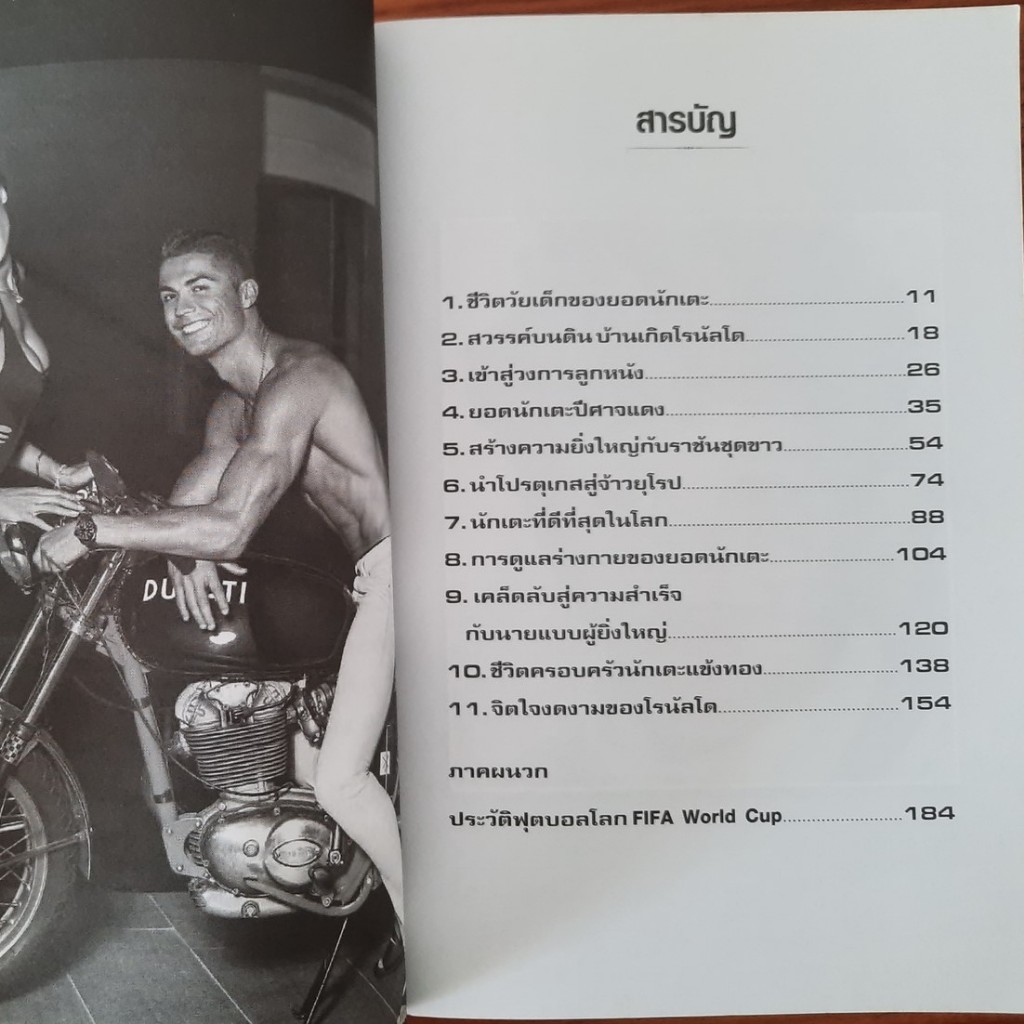 DU TI
สารบัญ
1. ชีวิตวัยเด็กของยอดนักเตะ..........11
2. สวรรค์บนดิน บ้านเกิดโรนัลโด..........18
3. เข้าสู่วงการลูกหนัง..........26
4. ยอดนักเตะปีศาจแดง..........35
5. สร้างความยิ่งใหญ่กับราชันชุดขาว..........54
6. นำโปรตุเกสสู่จ้าวยุโรป..........74
7. นักเตะที่ดีที่สุดในโลก..........88
8. การดูแลร่างกายของยอดนักเตะ..........104
9. เคล็ดลับสู่ความสำเร็จ
กับนายแบบผู้ยิ่งใหญ่..........120
10. ชีวิตครอบครัวนักเตะแข้งทอง..........138
11. จิตใจงดงามของโรนัลโด..........154
ภาคผนวก
ประวัติฟุตบอลโลก FIFA World Cup..........184